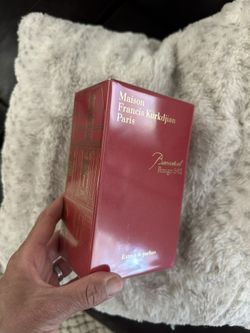 Maison
Francis Kurkdjian
Paris
Baccarat
Rouge 540
Extrait de parfum